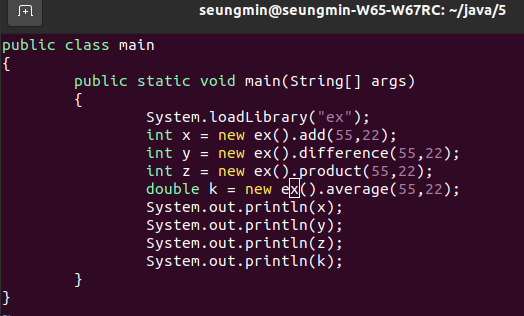 seungmin@seungmin-W65-W67RC: ~/java/5
public class main
{
        public static void main(String[] args)
        {
                System.loadLibrary("ex");
                int x = new ex().add(55,22);
                int y = new ex().difference(55,22);
                int z = new ex().product(55,22);
                double k = new ex().average(55,22);
                System.out.println(x);
                System.out.println(y);
                System.out.println(z);
                System.out.println(k);
        }
}